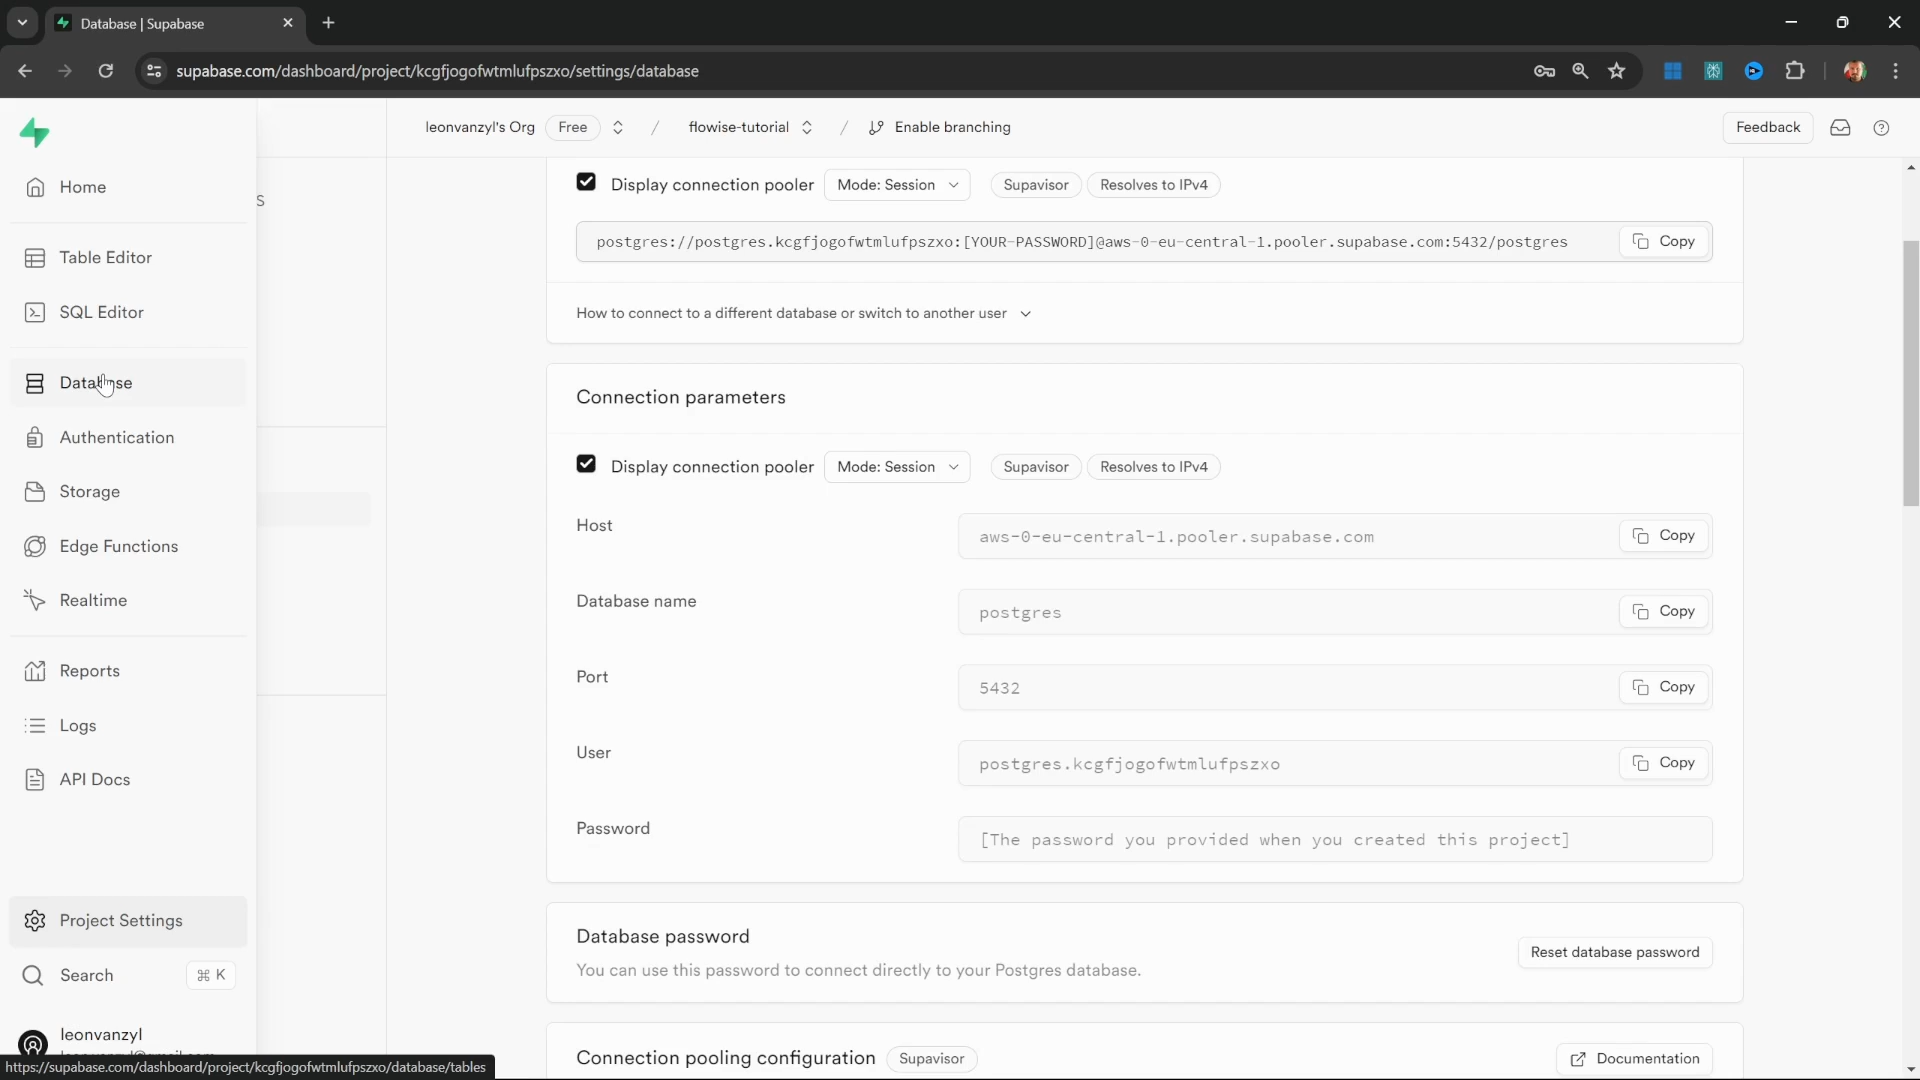 Database | Supabase
supabase.com/dashboard/project/kcgfjogofwtmlufpszxo/settings/database
leonvanzyl's Org Free / flowise-tutorial / Enable branching
Feedback
Home
Table Editor
SQL Editor
Database
Authentication
Storage
Edge Functions
Realtime
Reports
Logs
API Docs
Project Settings
Search ⌘ K
leonvanzyl
https://supabase.com/dashboard/project/kcgfjogofwtmlufpszxo/database/tables
S
Display connection pooler Mode: Session Supavisor Resolves to IPv4
postgres://postgres.kcgfjogofwtmlufpszxo:[YOUR-PASSWORD]@aws-0-eu-central-1.pooler.supabase.com:5432/postgres Copy
How to connect to a different database or switch to another user
Connection parameters
Display connection pooler Mode: Session Supavisor Resolves to IPv4
Host aws-0-eu-central-1.pooler.supabase.com Copy
Database name postgres Copy
Port 5432 Copy
User postgres.kcgfjogofwtmlufpszxo Copy
Password [The password you provided when you created this project]
Database password
You can use this password to connect directly to your Postgres database.
Reset database password
Connection pooling configuration Supavisor Documentation